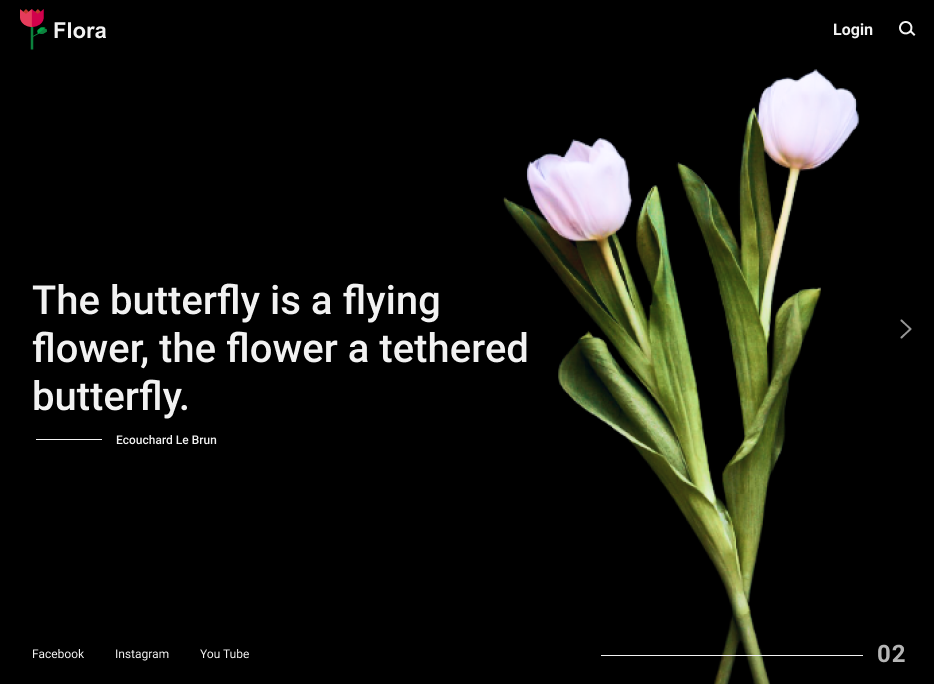 Flora
Login
The butterfly is a flying
flower, the flower a tethered
butterfly.
Ecouchard Le Brun
Facebook
Instagram
You Tube
02